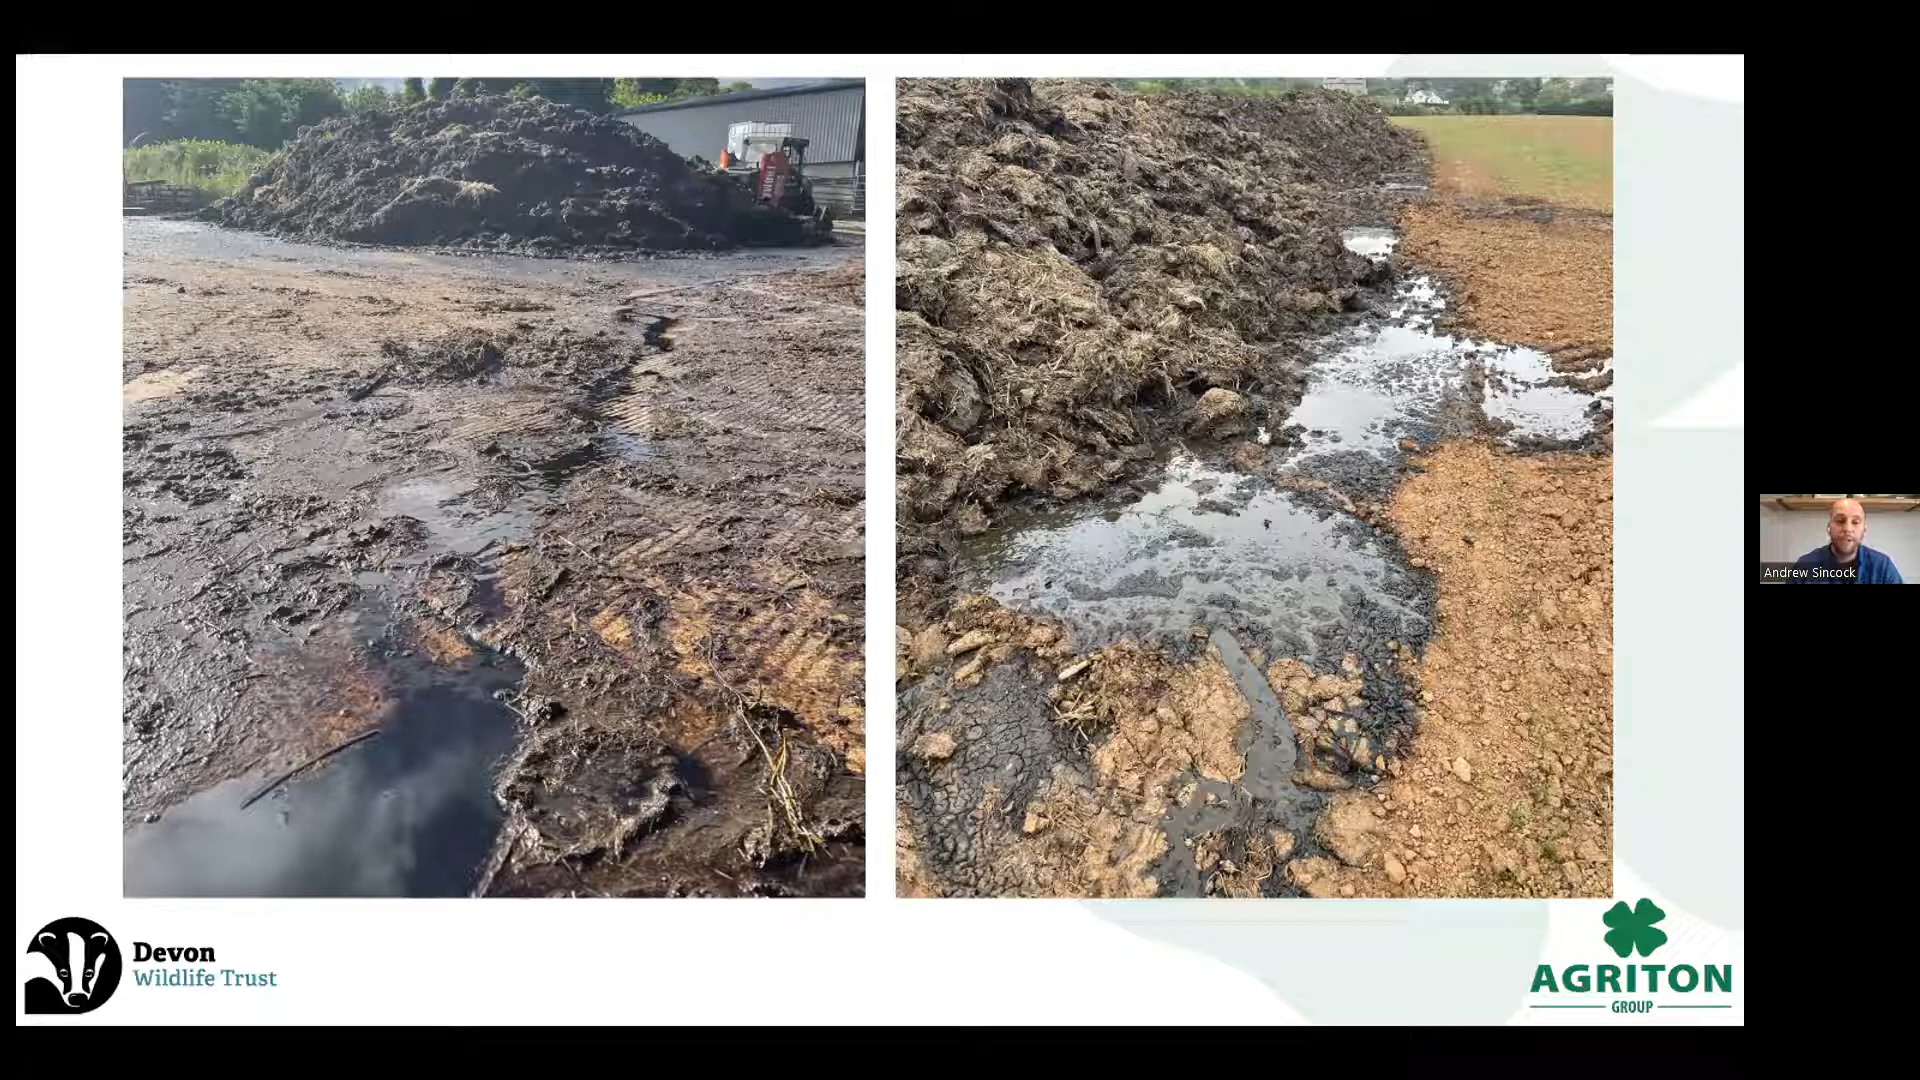 Devon
Wildlife Trust
AGRITON
GROUP
Andrew Sincock